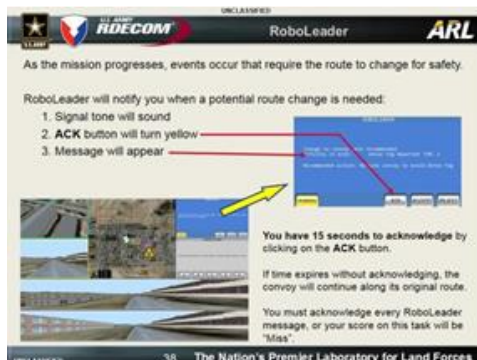 UNCLASSIFIED
U.S. ARMY
RDECOM
RoboLeader
ARL
U.S. ARMY
As the mission progresses, events occur that require the route to change for safety.
RoboLeader will notify you when a potential route change is needed:
1. Signal tone will sound
2. ACK button will turn yellow
3. Message will appear
You have 15 seconds to acknowledge by
clicking on the ACK button.
If time expires without acknowledging, the
convoy will continue along its original route.
You must acknowledge every RoboLeader
message, or your score on this task will be
"Miss".
38 The Nation's Premier Laboratory for Land Forces